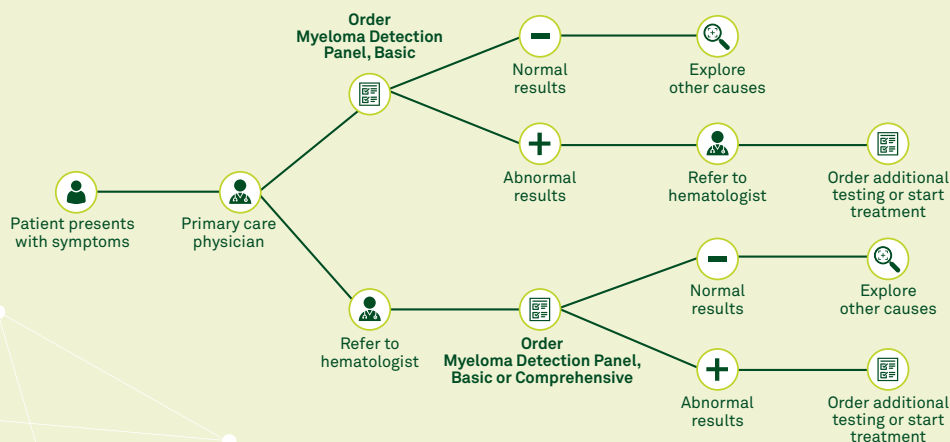 Order
Myeloma Detection
Panel, Basic
Normal
results
Explore
other causes
Abnormal
results
Refer to
hematologist
Order additional
testing or start
treatment
Patient presents
with symptoms
Primary care
physician
Refer to
hematologist
Order
Myeloma Detection Panel,
Basic or Comprehensive
Normal
results
Explore
other causes
Abnormal
results
Order additional
testing or start
treatment